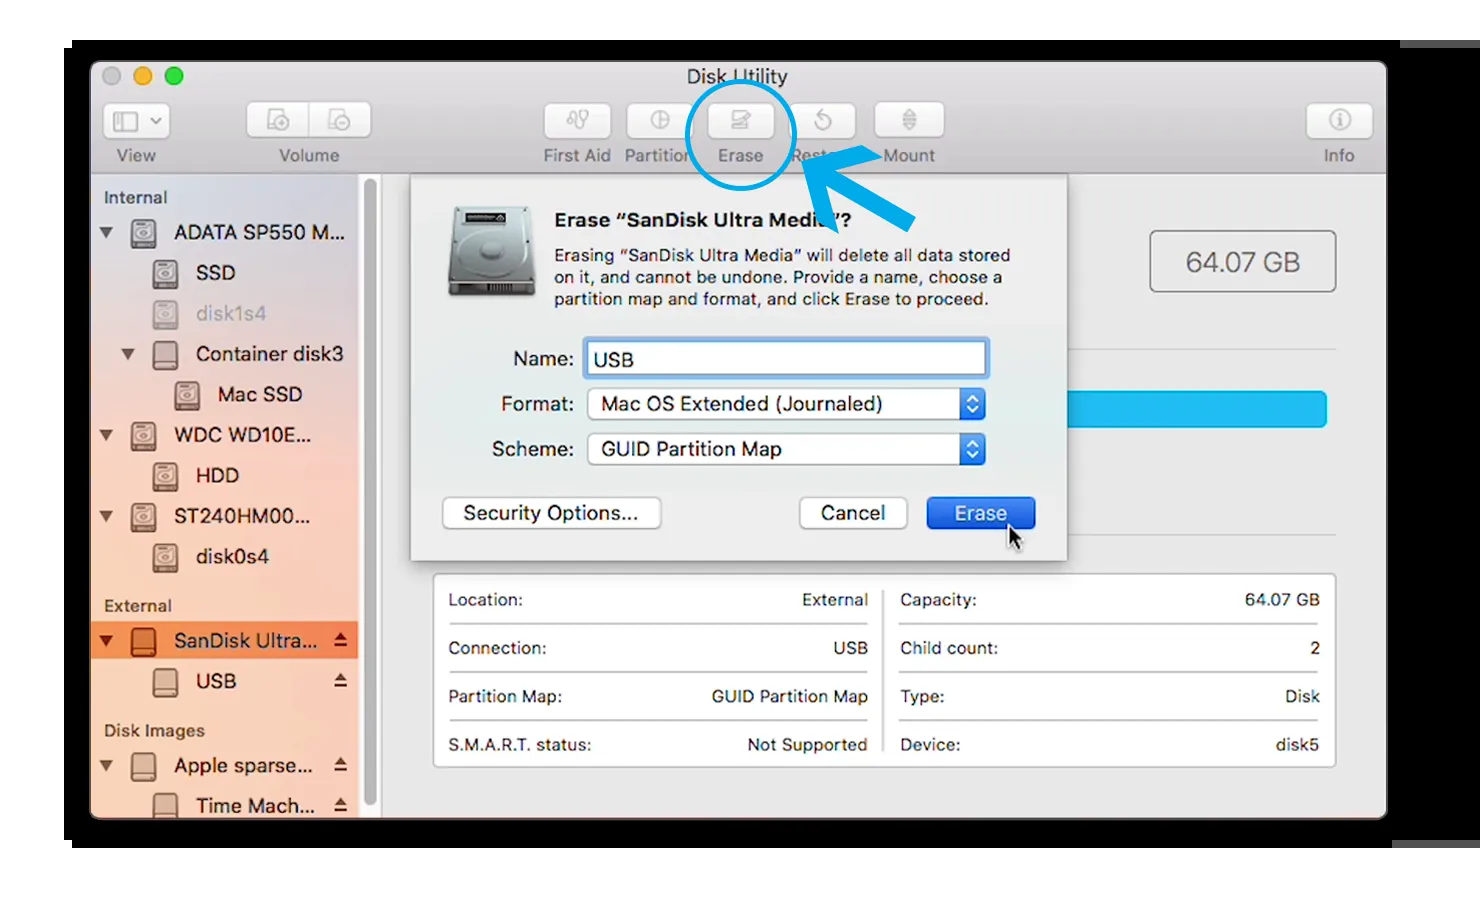 Disk Utility
View
Volume
First Aid
Partition
Erase
Mount
Info
Internal
ADATA SP550 M...
SSD
disk1s4
Container disk3
Mac SSD
WDC WD10E...
HDD
ST240HM00...
disk0s4
External
SanDisk Ultra...
USB
Disk Images
Apple sparse...
Time Mach...
Erase “SanDisk Ultra Media”?
Erasing “SanDisk Ultra Media” will delete all data stored
on it, and cannot be undone. Provide a name, choose a
partition map and format, and click Erase to proceed.
Name: USB
Format: Mac OS Extended (Journaled)
Scheme: GUID Partition Map
Security Options...
Cancel
Erase
64.07 GB
Location: External
Capacity: 64.07 GB
Connection: USB
Child count: 2
Partition Map: GUID Partition Map
Type: Disk
S.M.A.R.T. status: Not Supported
Device: disk5